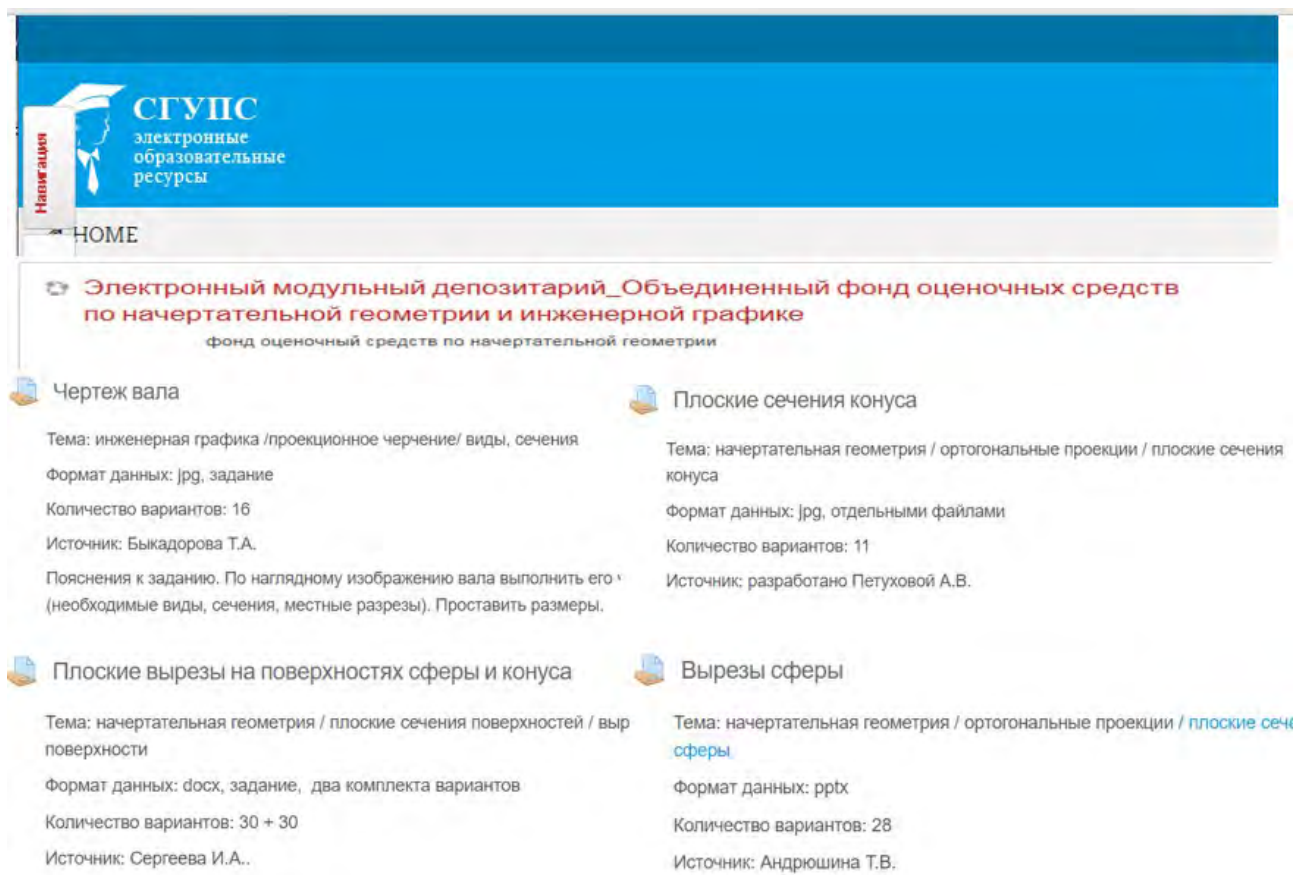 СГУПС
электронные
образовательные
ресурсы
Навигация
HOME
Электронный модульный депозитарий_Объединенный фонд оценочных средств
по начертательной геометрии и инженерной графике
фонд оценочный средств по начертательной геометрии
Чертеж вала
Тема: инженерная графика /проекционное черчение/ виды, сечения
Формат данных: jpg, задание
Количество вариантов: 16
Источник: Быкадорова Т.А.
Пояснения к заданию. По наглядному изображению вала выполнить его
(необходимые виды, сечения, местные разрезы). Проставить размеры.
Плоские сечения конуса
Тема: начертательная геометрия / ортогональные проекции / плоские сечения
конуса
Формат данных: jpg, отдельными файлами
Количество вариантов: 11
Источник: разработано Петуховой А.В.
Плоские вырезы на поверхностях сферы и конуса
Тема: начертательная геометрия / плоские сечения поверхностей / выр
поверхности
Формат данных: docx, задание, два комплекта вариантов
Количество вариантов: 30 + 30
Источник: Сергеева И.А..
Вырезы сферы
Тема: начертательная геометрия / ортогональные проекции / плоские сече
сферы
Формат данных: pptx
Количество вариантов: 28
Источник: Андрюшина Т.В.